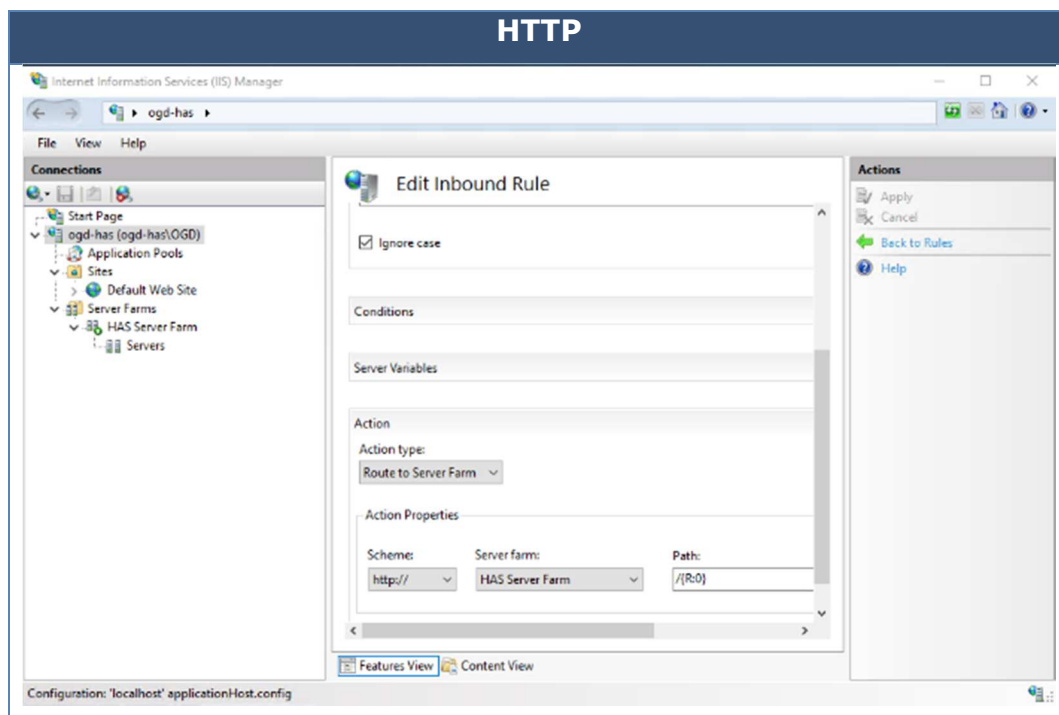 HTTP
Internet Information Services (IIS) Manager
ogd-has
File View Help
Connections
Start Page
ogd-has (ogd-has\OGD)
Application Pools
Sites
Default Web Site
Server Farms
HAS Server Farm
Servers
Edit Inbound Rule
Ignore case
Conditions
Server Variables
Action
Action type:
Route to Server Farm
Action Properties
Scheme: Server farm: Path:
http:// HAS Server Farm /{R:0}
Features View Content View
Actions
Apply
Cancel
Back to Rules
Help
Configuration: 'localhost' applicationHost.config